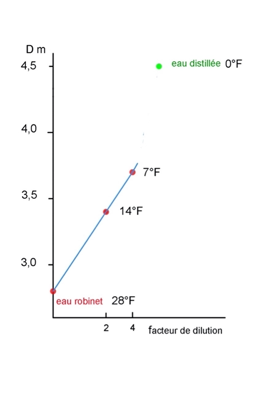 D m
4,5
eau distillée 0°F
4,0
7°F
3,5
14°F
3,0
eau robinet 28°F
2 4
facteur de dilution